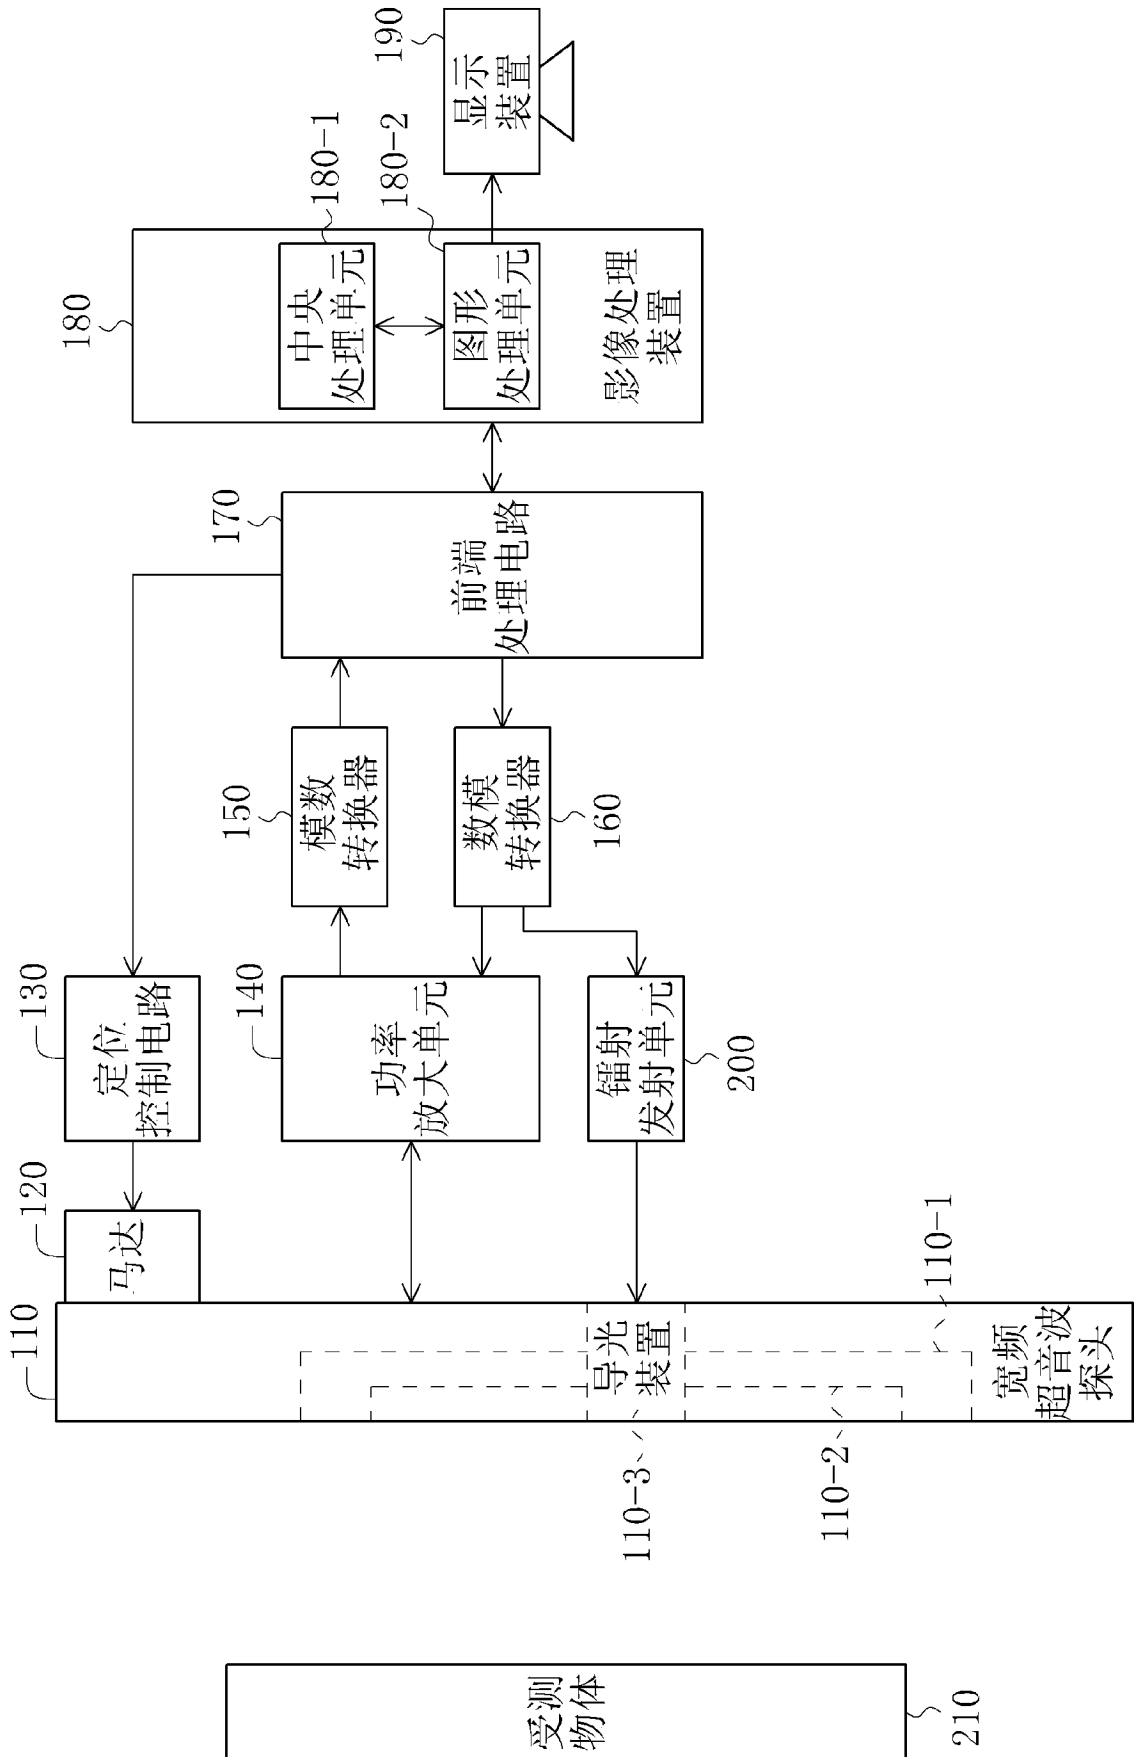 190
显示
装置
180
180-1
中央
处理单元
180-2
图形
处理单元
影像处理
装置
170
前端
处理电路
150
模数
转换器
数模
转换器
160
130
定位
控制电路
140
功率
放大单元
镭射
发射单元
200
120
马达
110
导光
装置
110-1
宽频
超音波
探头
110-3
110-2
受测
物体
210